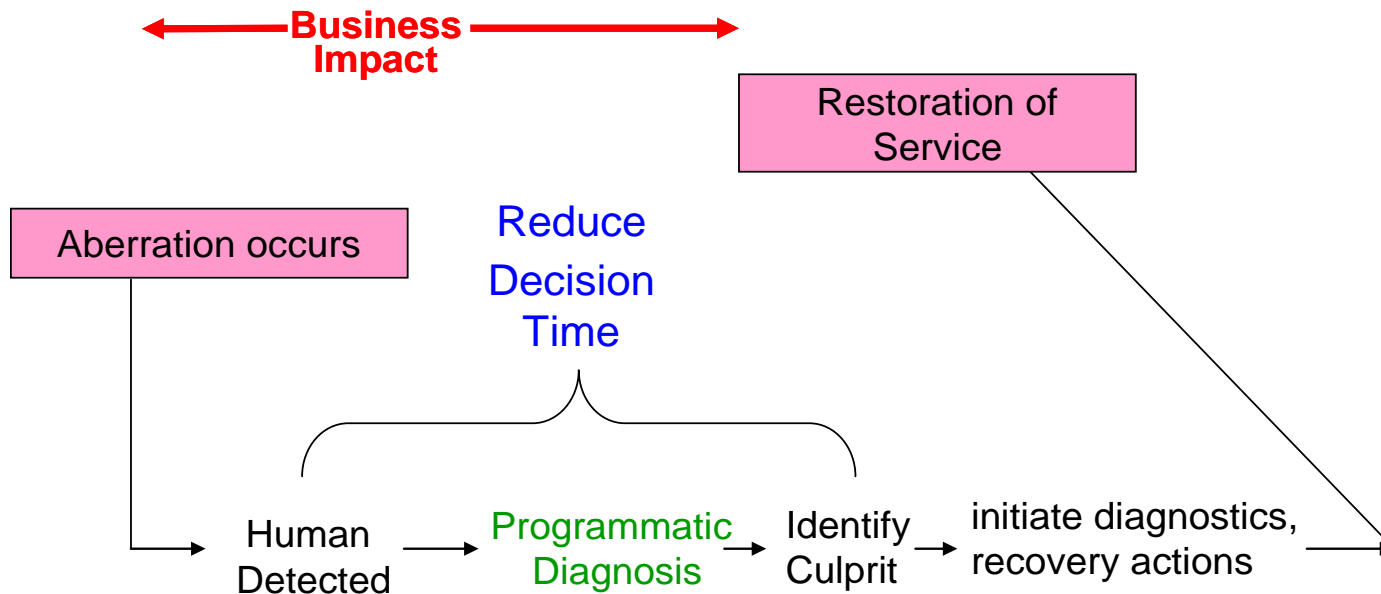 Business
Impact
Restoration of
Service
Aberration occurs
Reduce
Decision
Time
Human
Detected
Programmatic
Diagnosis
Identify
Culprit
initiate diagnostics,
recovery actions